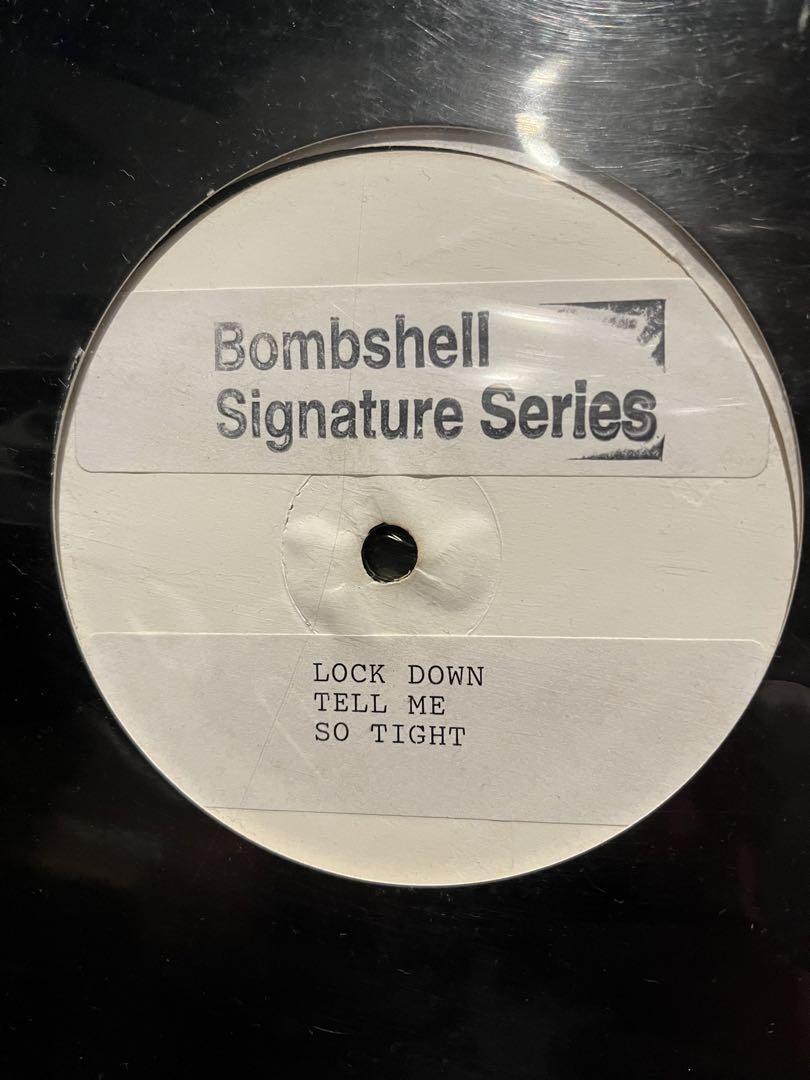 Bombshell
Signature Series
LOCK DOWN
TELL ME
SO TIGHT